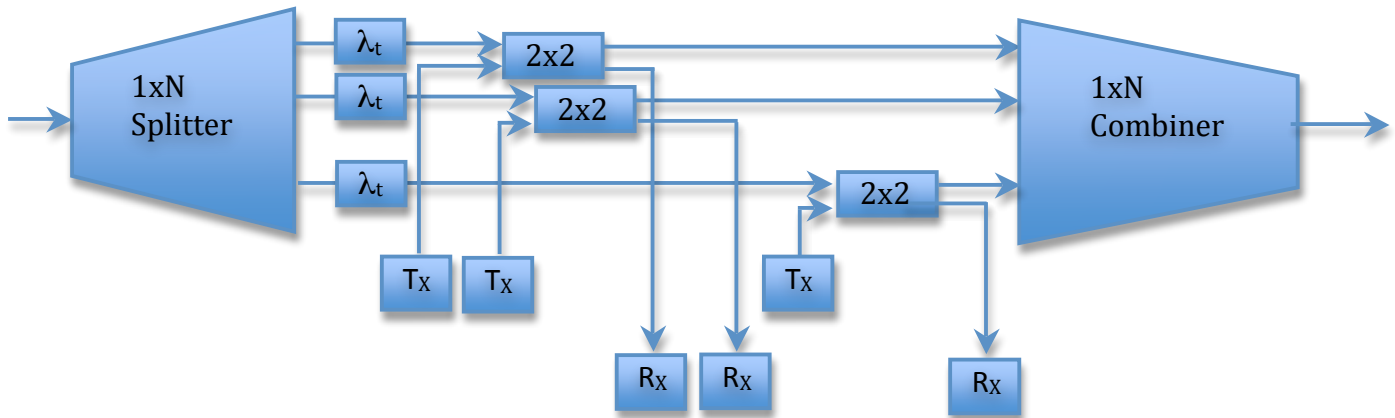 1xN
Splitter
λt
λt
λt
2x2
2x2
2x2
1xN
Combiner
TX
TX
TX
RX
RX
RX